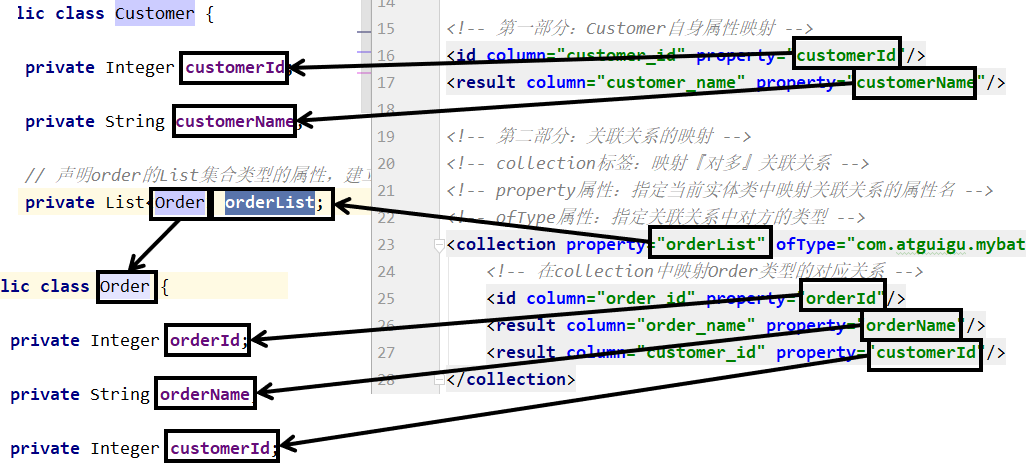 lic class Customer {
private Integer customerId;
private String customerName;
// 声明order的List集合类型的属性，建
private List<Order> orderList;
lic class Order {
private Integer orderId;
private String orderName
private Integer customerId;
14
15 <!-- 第一部分：Customer自身属性映射 -->
16 <id column="customer_id" property="customerId"/>
17 <result column="customer_name" property="customerName"/>
18
19 <!-- 第二部分：关联关系的映射 -->
20 <!-- collection标签：映射『对多』关联关系 -->
21 <!-- property属性：指定当前实体类中映射关联关系的属性名 -->
22 <!-- ofType属性：指定关联关系中对方的类型 -->
23 <collection property="orderList" ofType="com.atguigu.mybat
24 <!-- 在collection中映射Order类型的对应关系 -->
25 <id column="order_id" property="orderId"/>
26 <result column="order_name" property="orderName"/>
27 <result column="customer_id" property="customerId"/>
28 </collection>